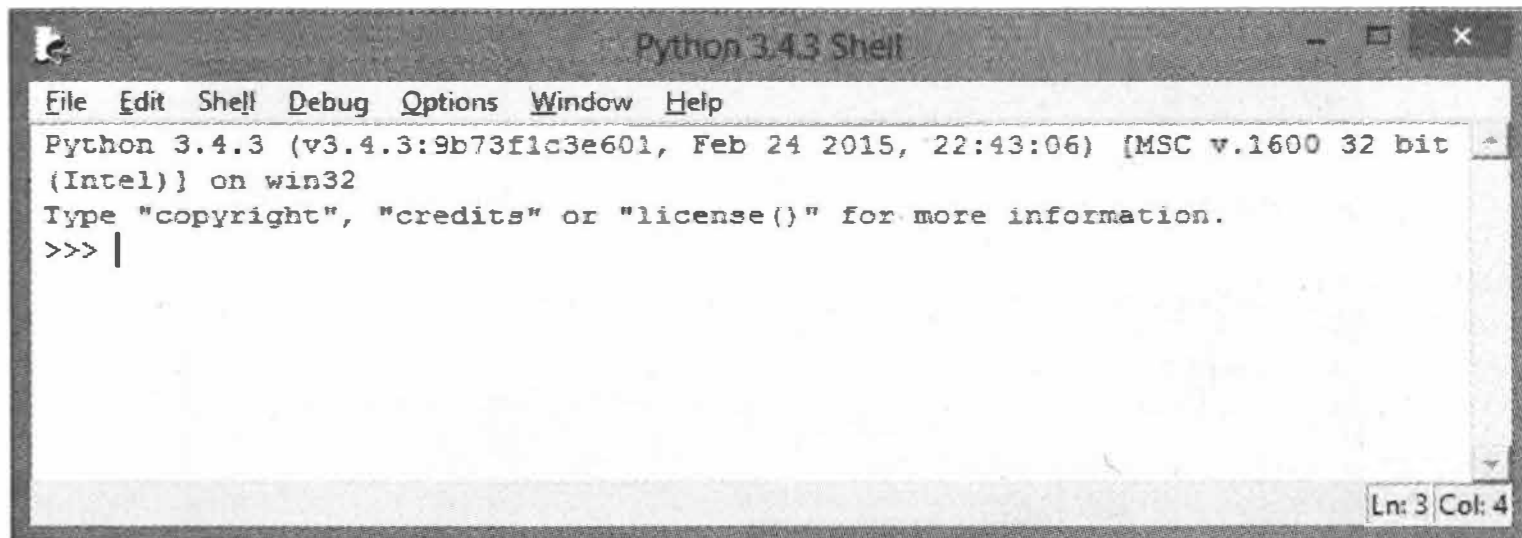 Python 3.4.3 Shell
File Edit Shell Debug Options Window Help
Python 3.4.3 (v3.4.3:9b73f1c3e601, Feb 24 2015, 22:43:06) [MSC v.1600 32 bit
(Intel)] on win32
Type "copyright", "credits" or "license()" for more information.
>>>
Ln: 3 Col: 4